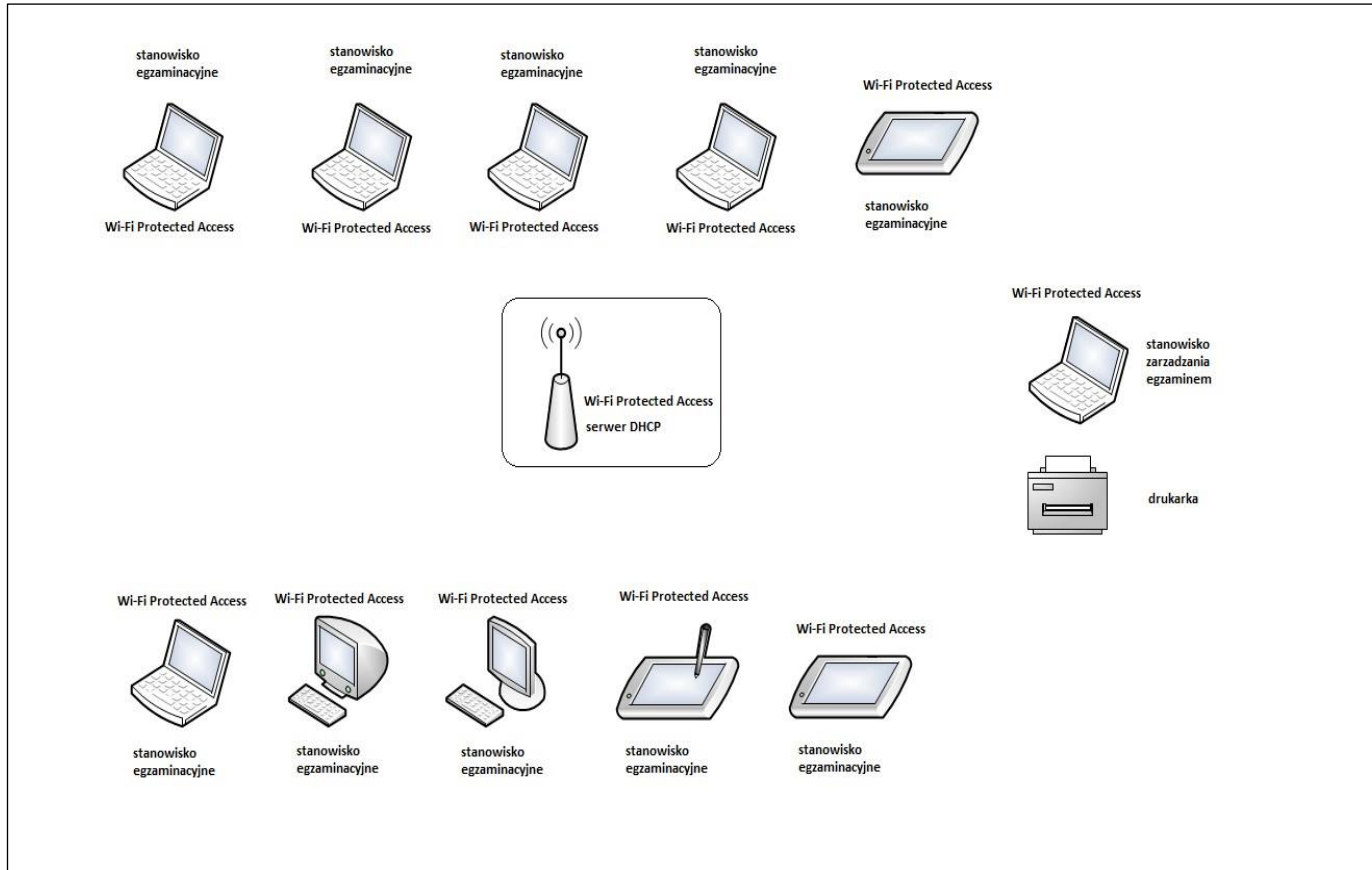 stanowisko
egzaminacyjne
stanowisko
egzaminacyjne
stanowisko
egzaminacyjne
stanowisko
egzaminacyjne
Wi-Fi Protected Access
Wi-Fi Protected Access
Wi-Fi Protected Access
Wi-Fi Protected Access
Wi-Fi Protected Access
stanowisko
egzaminacyjne
Wi-Fi Protected Access
stanowisko
zarzadzania
egzaminem
Wi-Fi Protected Access
serwer DHCP
drukarka
Wi-Fi Protected Access
Wi-Fi Protected Access
Wi-Fi Protected Access
Wi-Fi Protected Access
Wi-Fi Protected Access
stanowisko
egzaminacyjne
stanowisko
egzaminacyjne
stanowisko
egzaminacyjne
stanowisko
egzaminacyjne
stanowisko
egzaminacyjne